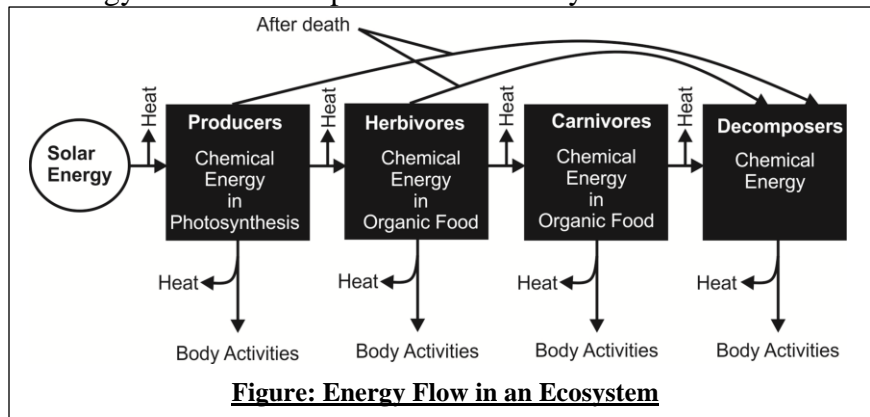 After death
Heat
Heat
Heat
Heat
Solar
Energy
Producers
Chemical
Energy
in
Photosynthesis
Herbivores
Chemical
Energy
in
Organic Food
Carnivores
Chemical
Energy
in
Organic Food
Decomposers
Chemical
Energy
Heat
Heat
Heat
Heat
Body Activities
Body Activities
Body Activities
Body Activities
Figure: Energy Flow in an Ecosystem